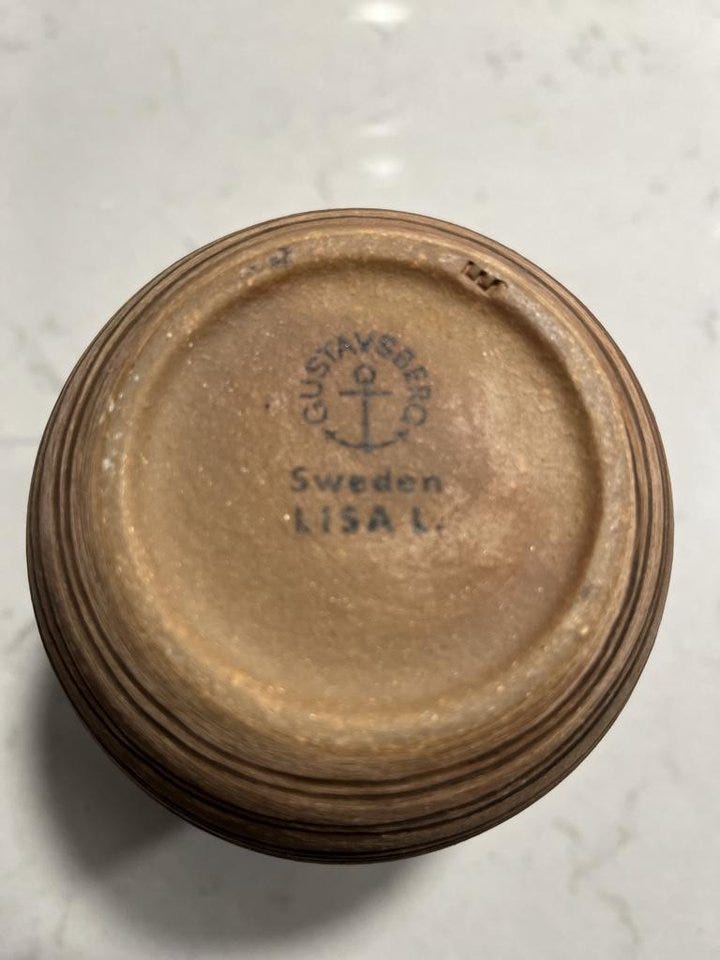 W
GUSTAVSBERG
Sweden
LISA L.